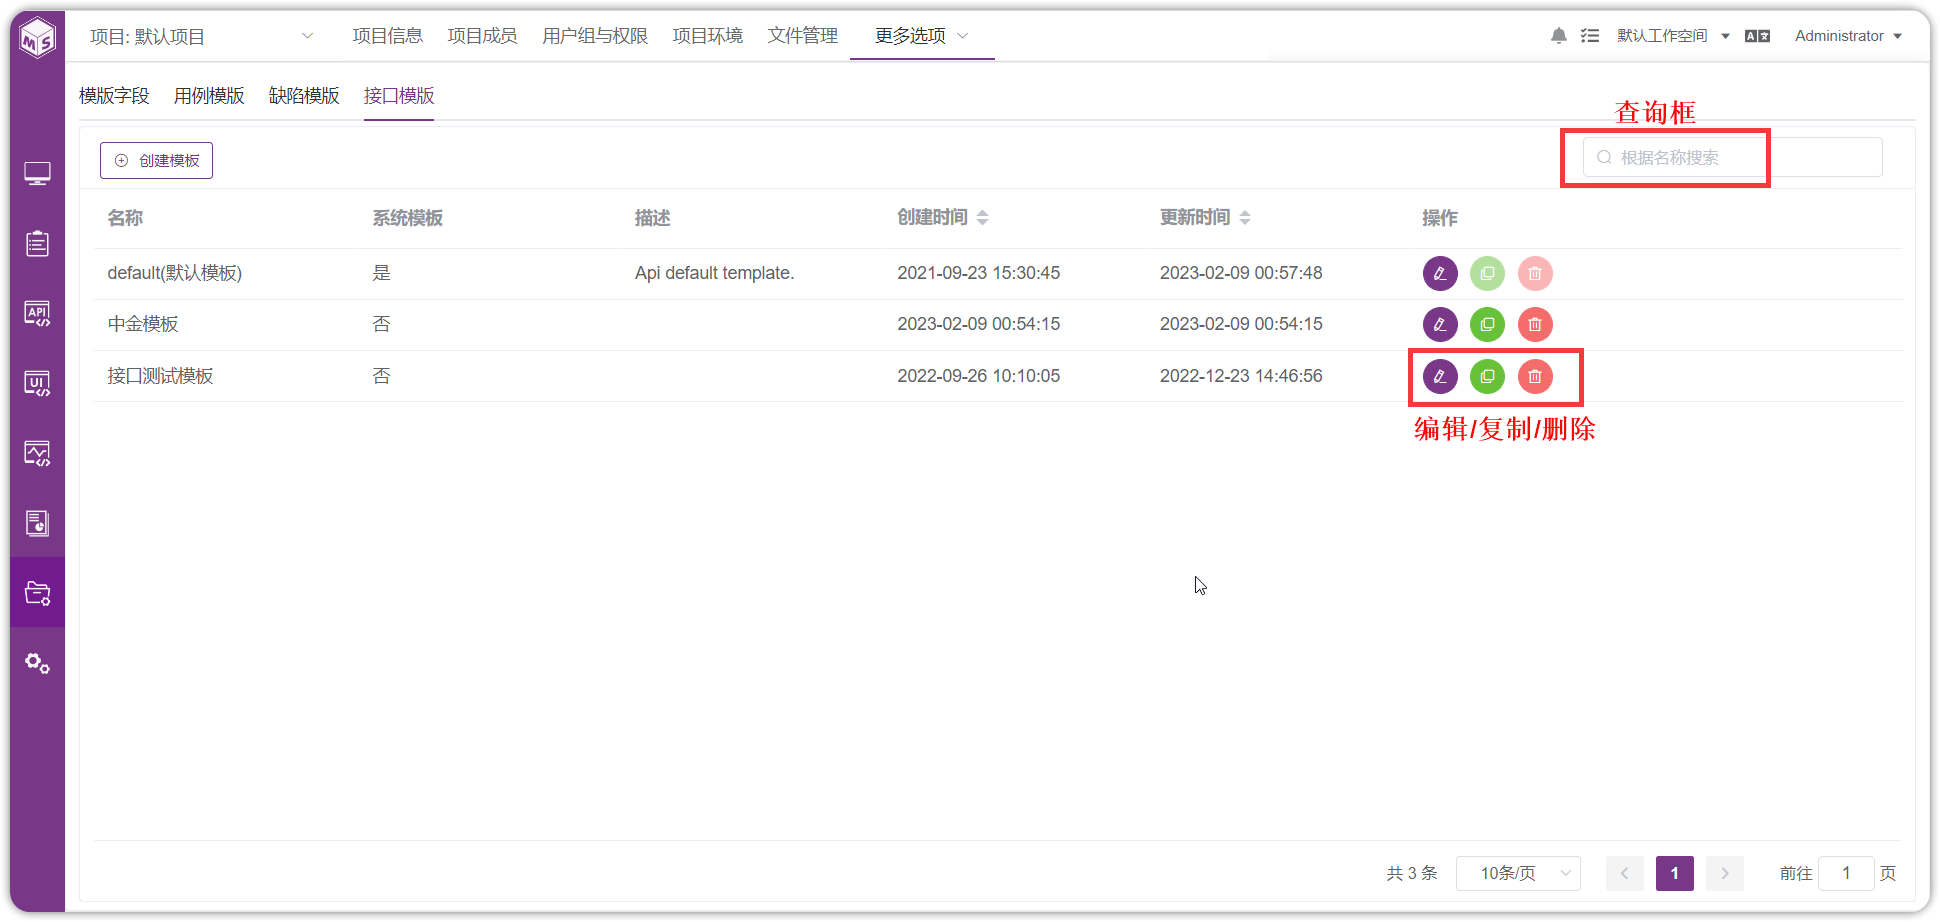 MS
项目: 默认项目
项目信息 项目成员 用户组与权限 项目环境 文件管理 更多选项
默认工作空间 A文 Administrator
模版字段 用例模版 缺陷模版 接口模版
查询框
创建模板
根据名称搜索
名称 系统模板 描述 创建时间 更新时间 操作
default(默认模板) 是 Api default template. 2021-09-23 15:30:45 2023-02-09 00:57:48
中金模板 否 2023-02-09 00:54:15 2023-02-09 00:54:15
接口测试模板 否 2022-09-26 10:10:05 2022-12-23 14:46:56
编辑/复制/删除
API
UI
共 3 条 10条/页 1 前往 1 页